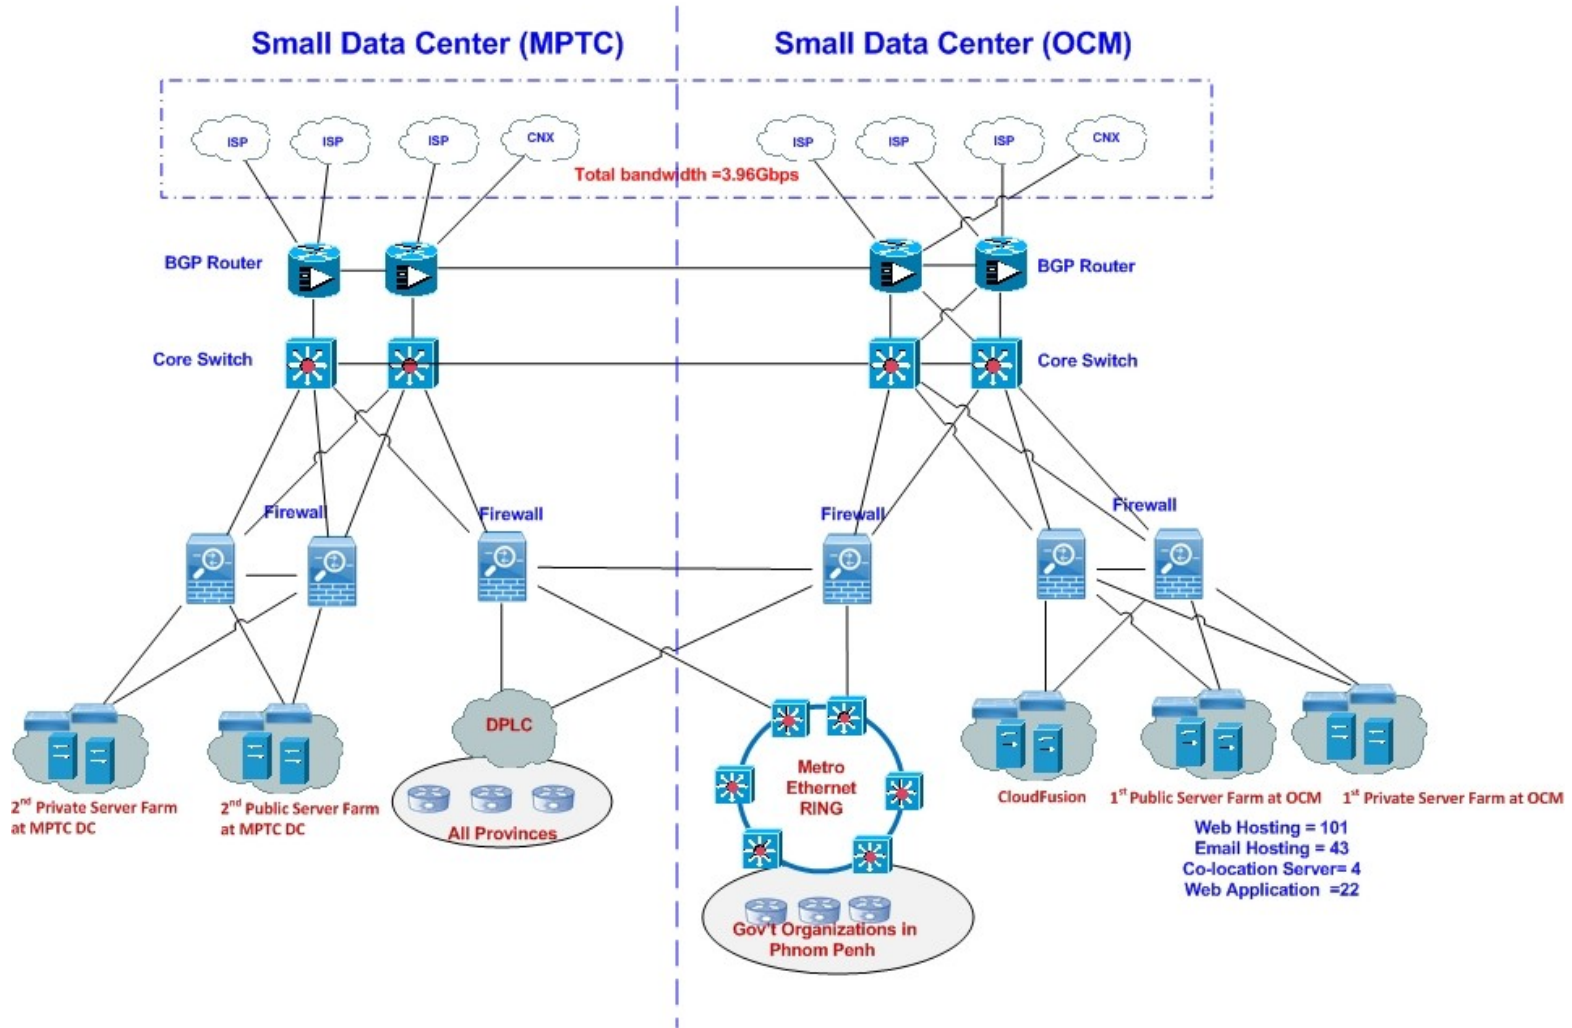 Small Data Center (MPTC)
Small Data Center (OCM)
ISP
ISP
ISP
CNX
ISP
ISP
ISP
CNX
Total bandwidth =3.96Gbps
BGP Router
BGP Router
Core Switch
Core Switch
Firewall
Firewall
Firewall
Firewall
DPLC
All Provinces
Metro
Ethernet
RING
Gov't Organizations in
Phnom Penh
2nd Private Server Farm
at MPTC DC
2nd Public Server Farm
at MPTC DC
CloudFusion
1st Public Server Farm at OCM
1st Private Server Farm at OCM
Web Hosting = 101
Email Hosting = 43
Co-location Server= 4
Web Application =22